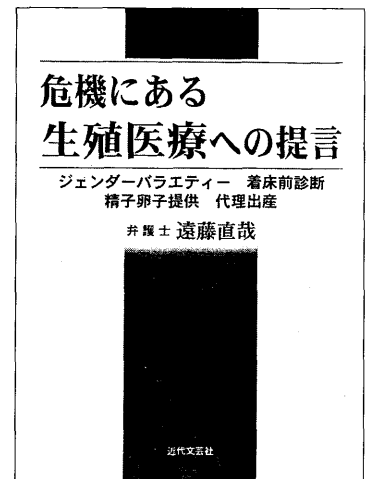 危機にある
生殖医療への提言
ジェンダーバラエティー　着床前診断
精子卵子提供　代理出産
弁護士 遠藤直哉
近代文芸社